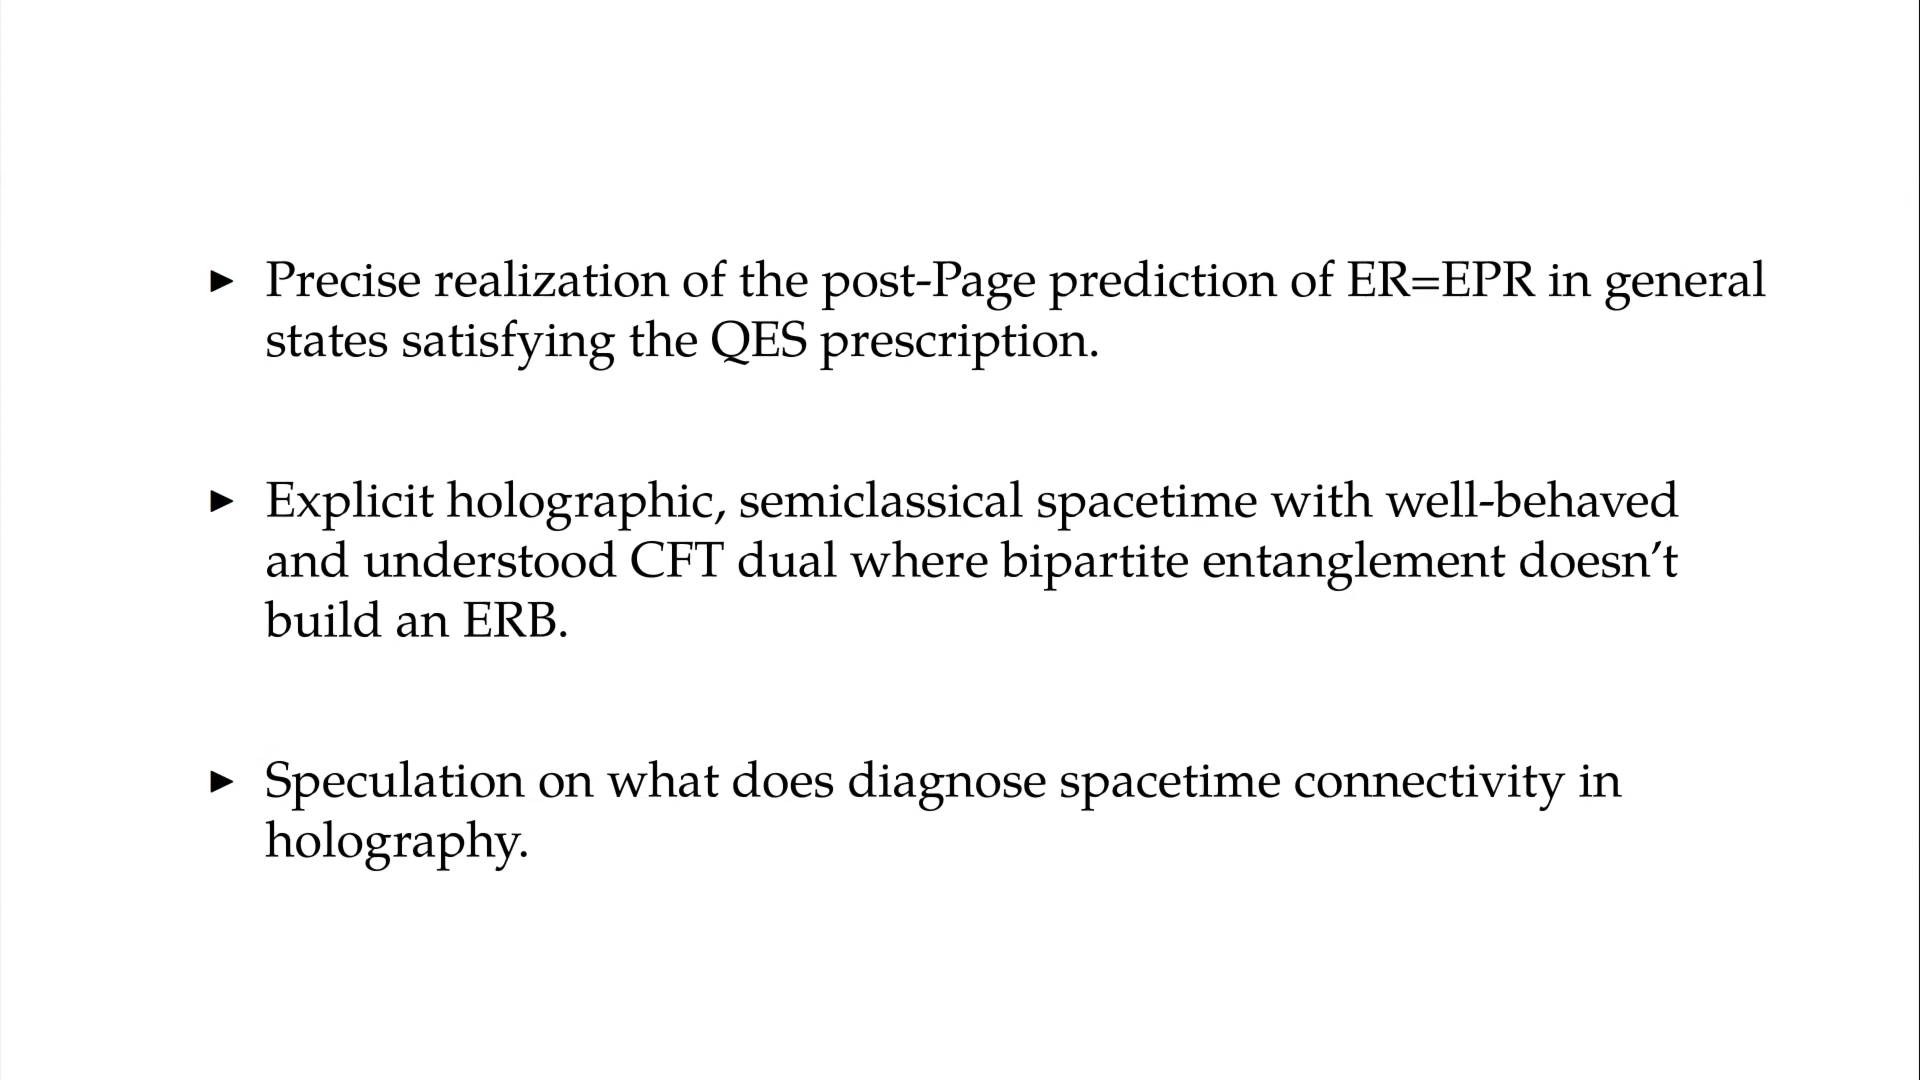 ▶ Precise realization of the post-Page prediction of ER=EPR in general
states satisfying the QES prescription.
▶ Explicit holographic, semiclassical spacetime with well-behaved
and understood CFT dual where bipartite entanglement doesn’t
build an ERB.
▶ Speculation on what does diagnose spacetime connectivity in
holography.